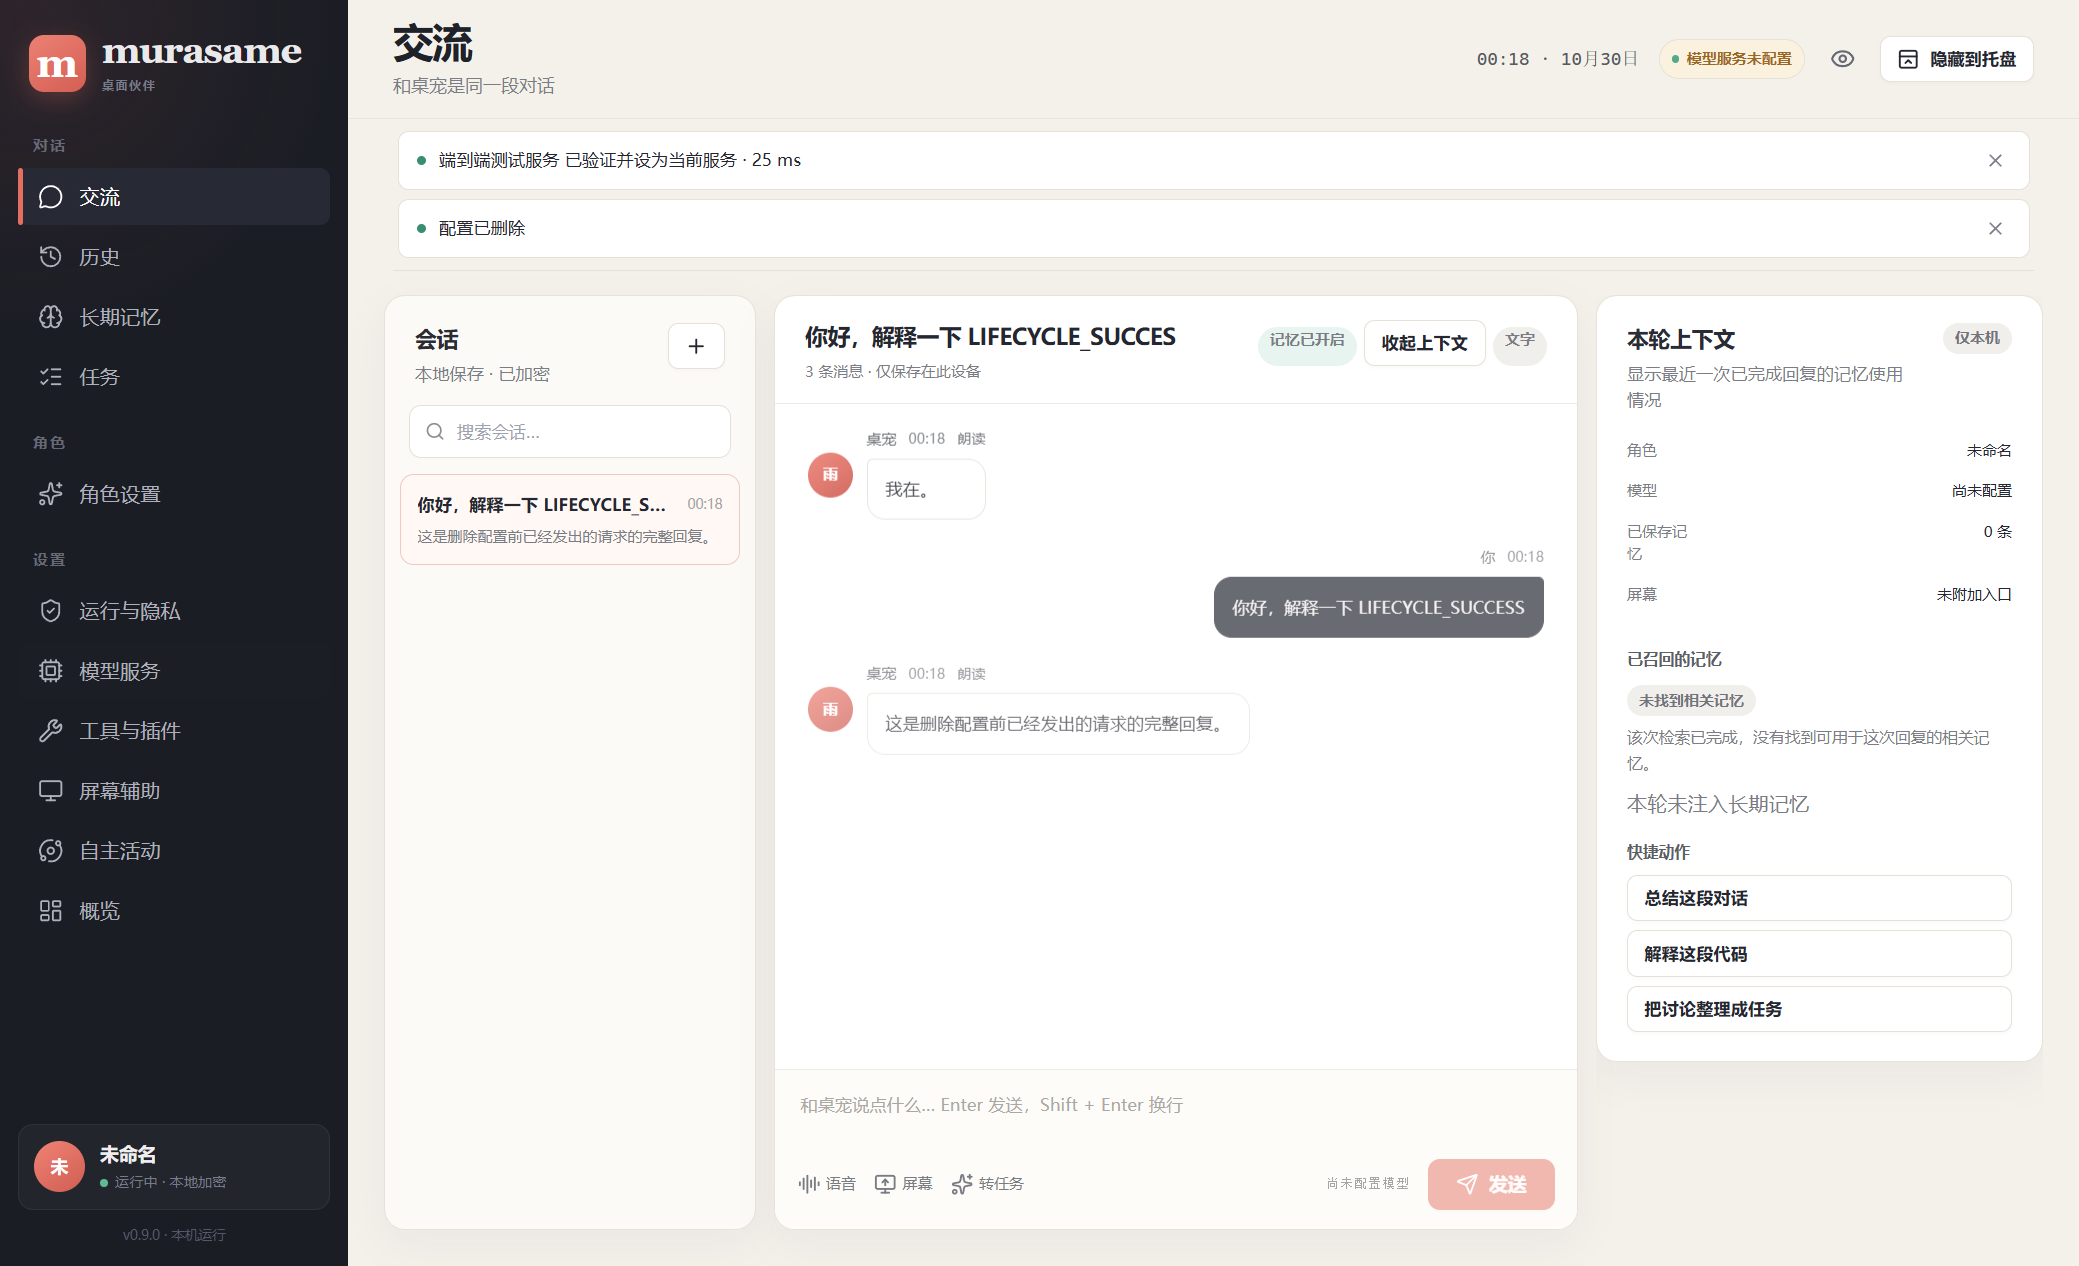 m
murasame
桌面伙伴
对话
交流
历史
长期记忆
任务
角色
角色设置
设置
运行与隐私
模型服务
工具与插件
屏幕辅助
自主活动
概览
未
未命名
运行中 · 本地加密
v0.9.0 · 本机运行
交流
和桌宠是同一段对话
00:18 · 10月30日
模型服务未配置
隐藏到托盘
端到端测试服务 已验证并设为当前服务 · 25 ms
配置已删除
会话
本地保存 · 已加密
搜索会话...
你好，解释一下 LIFECYCLE_S... 00:18
这是删除配置前已经发出的请求的完整回复。
你好，解释一下 LIFECYCLE_SUCCES
3 条消息 · 仅保存在此设备
记忆已开启
收起上下文
文字
桌宠 00:18 朗读
雨
我在。
你 00:18
你好，解释一下 LIFECYCLE_SUCCESS
桌宠 00:18 朗读
雨
这是删除配置前已经发出的请求的完整回复。
和桌宠说点什么... Enter 发送，Shift + Enter 换行
语音
屏幕
转任务
尚未配置模型
发送
本轮上下文
仅本机
显示最近一次已完成回复的记忆使用
情况
角色 未命名
模型 尚未配置
已保存记 0 条
忆
屏幕 未附加入口
已召回的记忆
未找到相关记忆
该次检索已完成，没有找到可用于这次回复的相关记
忆。
本轮未注入长期记忆
快捷动作
总结这段对话
解释这段代码
把讨论整理成任务